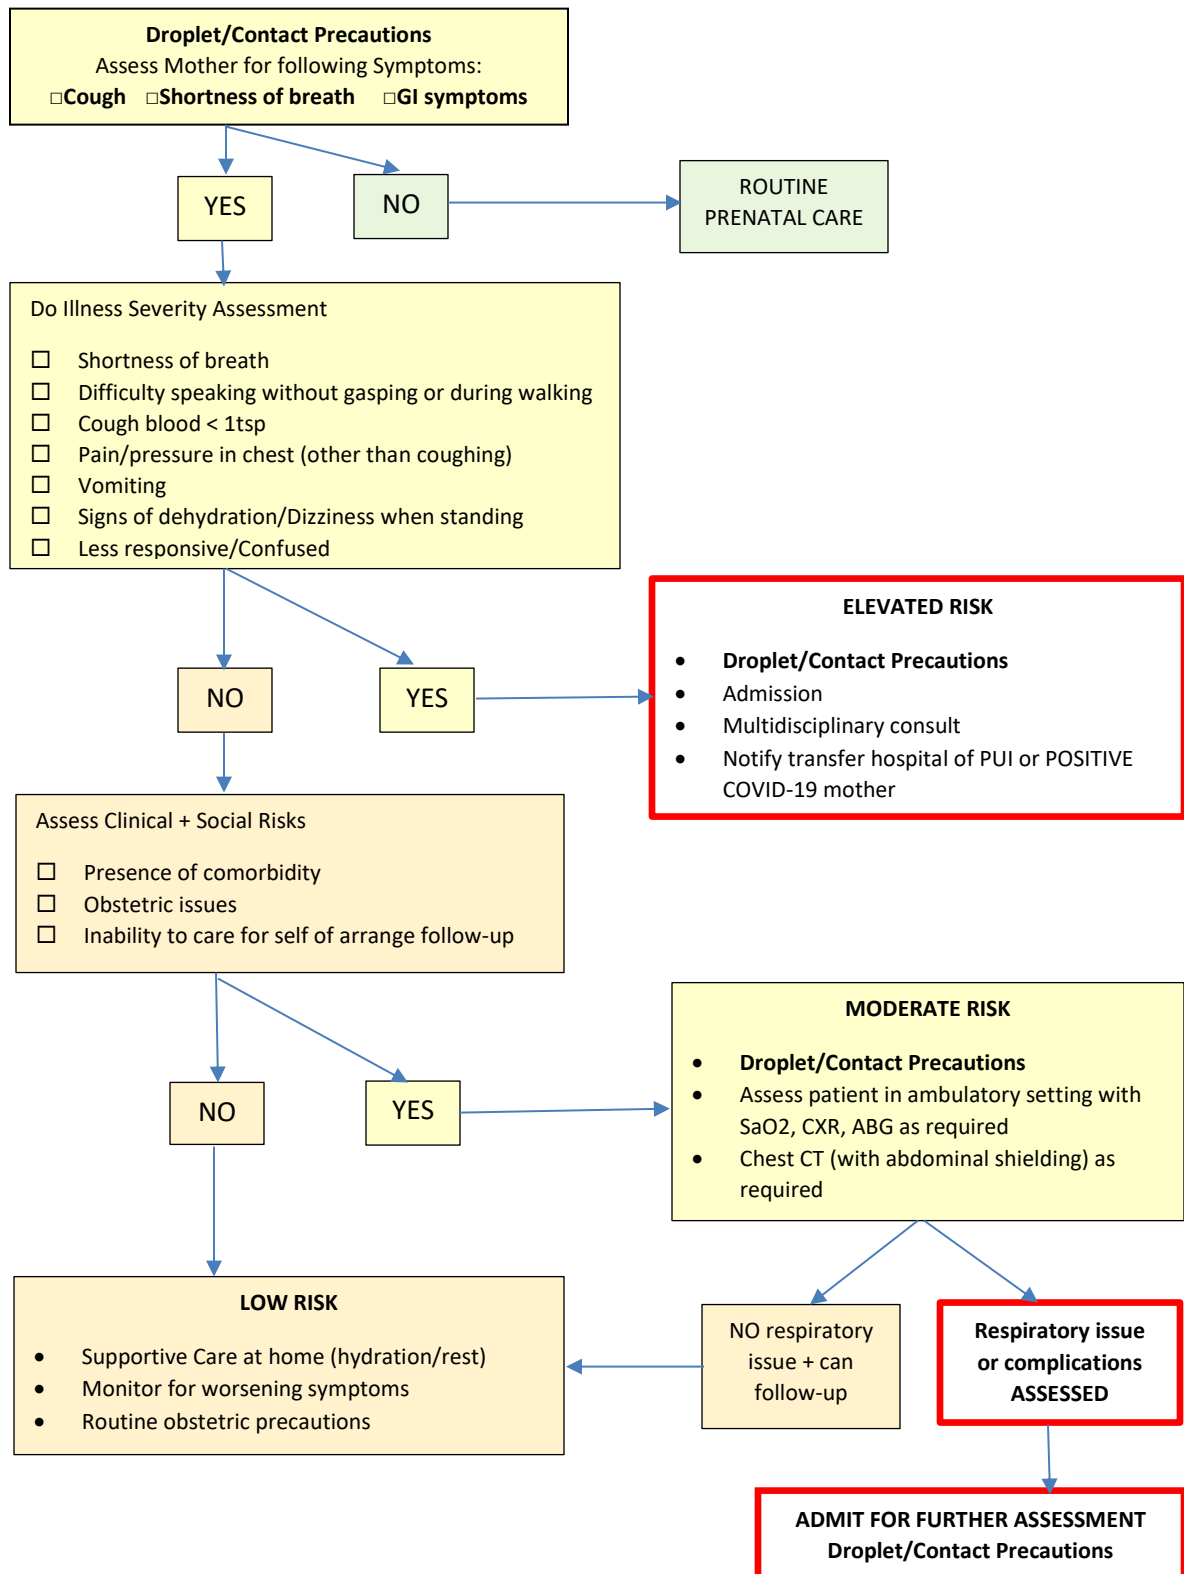 Droplet/Contact Precautions
Assess Mother for following Symptoms:
□Cough □Shortness of breath □GI symptoms
YES
NO
ROUTINE
PRENATAL CARE
Do Illness Severity Assessment
☐ Shortness of breath
☐ Difficulty speaking without gasping or during walking
☐ Cough blood < 1tsp
☐ Pain/pressure in chest (other than coughing)
☐ Vomiting
☐ Signs of dehydration/Dizziness when standing
☐ Less responsive/Confused
NO
YES
ELEVATED RISK
• Droplet/Contact Precautions
• Admission
• Multidisciplinary consult
• Notify transfer hospital of PUI or POSITIVE
COVID-19 mother
Assess Clinical + Social Risks
☐ Presence of comorbidity
☐ Obstetric issues
☐ Inability to care for self of arrange follow-up
NO
YES
MODERATE RISK
• Droplet/Contact Precautions
• Assess patient in ambulatory setting with
SaO2, CXR, ABG as required
• Chest CT (with abdominal shielding) as
required
LOW RISK
• Supportive Care at home (hydration/rest)
• Monitor for worsening symptoms
• Routine obstetric precautions
NO respiratory
issue + can
follow-up
Respiratory issue
or complications
ASSESSED
ADMIT FOR FURTHER ASSESSMENT
Droplet/Contact Precautions